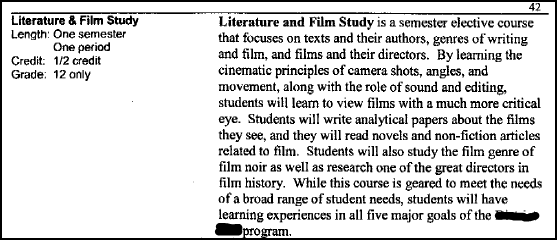 42
Literature & Film Study
Length: One semester
One period
Credit: 1/2 credit
Grade: 12 only
Literature and Film Study is a semester elective course
that focuses on texts and their authors, genres of writing
and film, and films and their directors. By learning the
cinematic principles of camera shots, angles, and
movement, along with the role of sound and editing,
students will learn to view films with a much more critical
eye. Students will write analytical papers about the films
they see, and they will read novels and non-fiction articles
related to film. Students will also study the film genre of
film noir as well as research one of the great directors in
film history. While this course is geared to meet the needs
of a broad range of student needs, students will have
learning experiences in all five major goals of the
program.